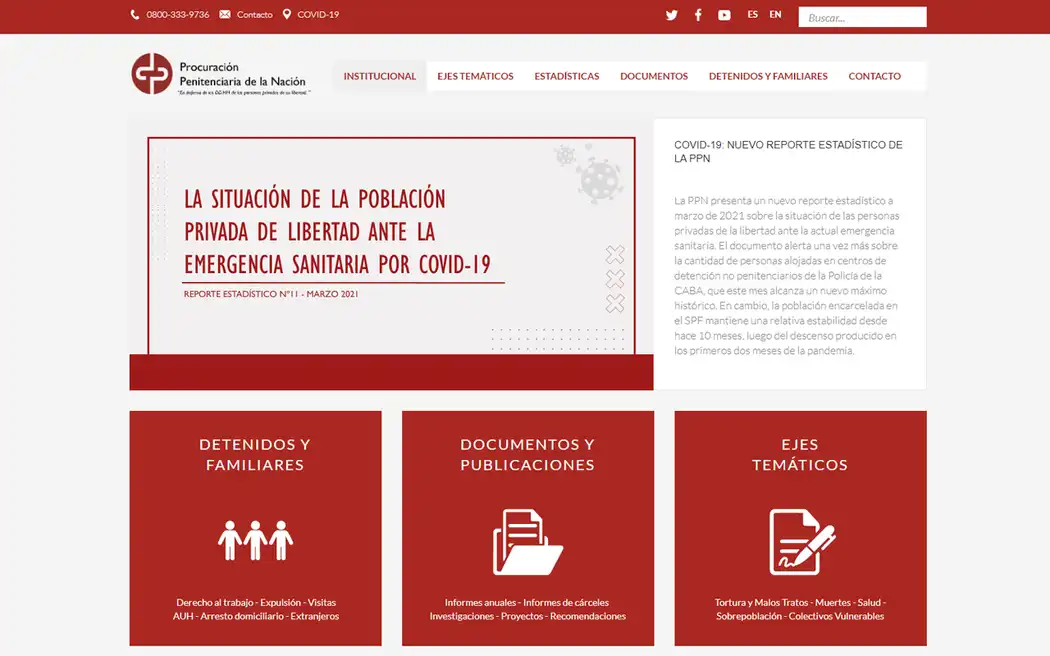 0800-333-9736 Contacto COVID-19
ES EN Buscar...
Procuración
Penitenciaria de la Nación
"En defensa de los DD.HH de las personas privadas de su libertad."
INSTITUCIONAL EJES TEMÁTICOS ESTADÍSTICAS DOCUMENTOS DETENIDOS Y FAMILIARES CONTACTO
LA SITUACIÓN DE LA POBLACIÓN
PRIVADA DE LIBERTAD ANTE LA
EMERGENCIA SANITARIA POR COVID-19
REPORTE ESTADÍSTICO Nº11 - MARZO 2021
COVID-19: NUEVO REPORTE ESTADÍSTICO DE
LA PPN
La PPN presenta un nuevo reporte estadístico a
marzo de 2021 sobre la situación de las personas
privadas de la libertad ante la actual emergencia
sanitaria. El documento alerta una vez más sobre
la cantidad de personas alojadas en centros de
detención no penitenciarios de la Policía de la
CABA, que este mes alcanza un nuevo máximo
histórico. En cambio, la población encarcelada en
el SPF mantiene una relativa estabilidad desde
hace 10 meses, luego del descenso producido en
los primeros dos meses de la pandemia.
DETENIDOS Y
FAMILIARES
Derecho al trabajo - Expulsión - Visitas
AUH - Arresto domiciliario - Extranjeros
DOCUMENTOS Y
PUBLICACIONES
Informes anuales - Informes de cárceles
Investigaciones - Proyectos - Recomendaciones
EJES
TEMÁTICOS
Tortura y Malos Tratos - Muertes - Salud -
Sobrepoblación - Colectivos Vulnerables